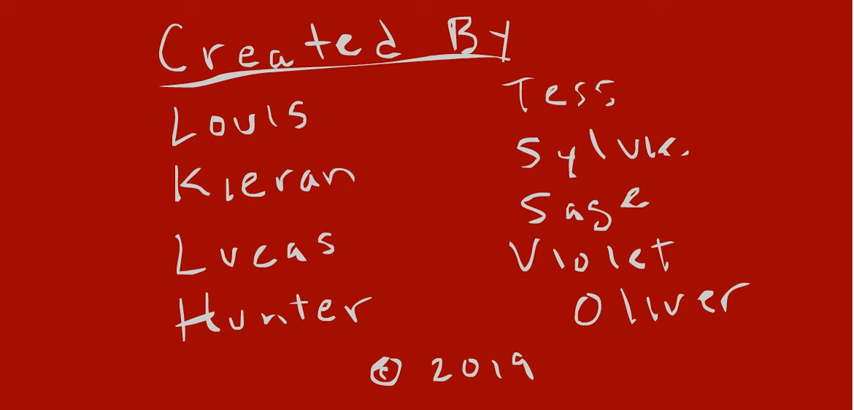 Created By
Louis
Kieran
Lucas
Hunter
Tess
Sylvie.
Sage
Violet
Oliver
© 2019